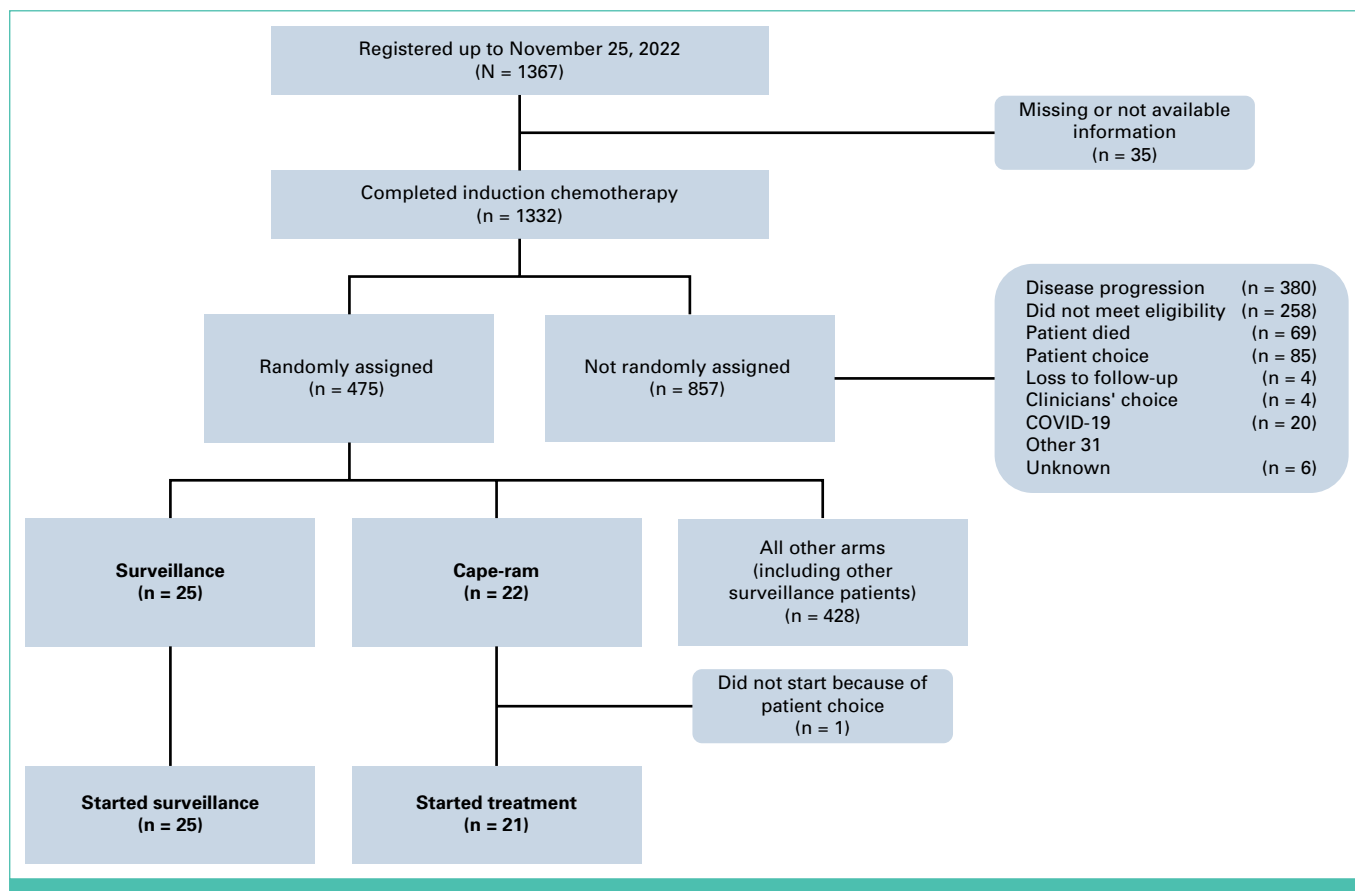 Registered up to November 25, 2022
(N = 1367)
Missing or not available
information
(n = 35)
Completed induction chemotherapy
(n = 1332)
Disease progression (n = 380)
Did not meet eligibility (n = 258)
Patient died (n = 69)
Patient choice (n = 85)
Loss to follow-up (n = 4)
Clinicians' choice (n = 4)
COVID-19 (n = 20)
Other 31
Unknown (n = 6)
Randomly assigned
(n = 475)
Not randomly assigned
(n = 857)
Surveillance
(n = 25)
Cape-ram
(n = 22)
All other arms
(including other
surveillance patients)
(n = 428)
Did not start because of
patient choice
(n = 1)
Started surveillance
(n = 25)
Started treatment
(n = 21)